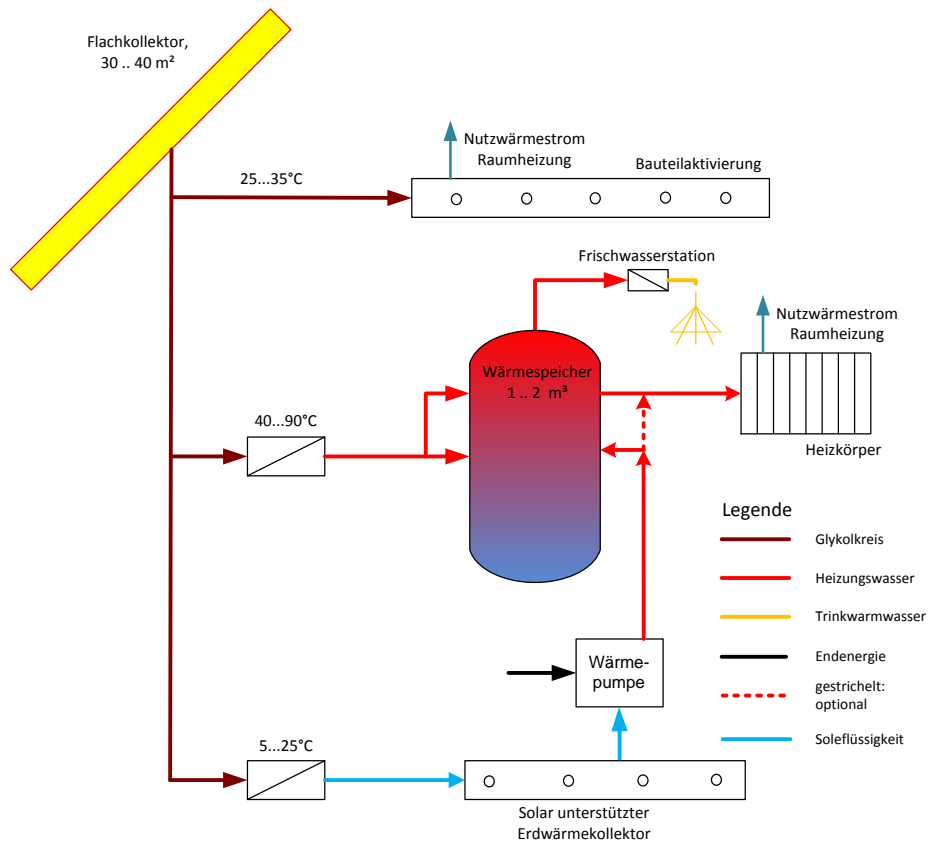 Flachkollektor,
30 .. 40 m²
Nutzwärmestrom
Raumheizung
Bauteilaktivierung
25...35°C
Frischwasserstation
Nutzwärmestrom
Raumheizung
Wärmespeicher
1 .. 2 m³
40...90°C
Heizkörper
Legende
Glykolkreis
Heizungswasser
Trinkwarmwasser
Endenergie
Wärme-
pumpe
gestrichelt:
optional
Soleflüssigkeit
5...25°C
Solar unterstützter
Erdwärmekollektor